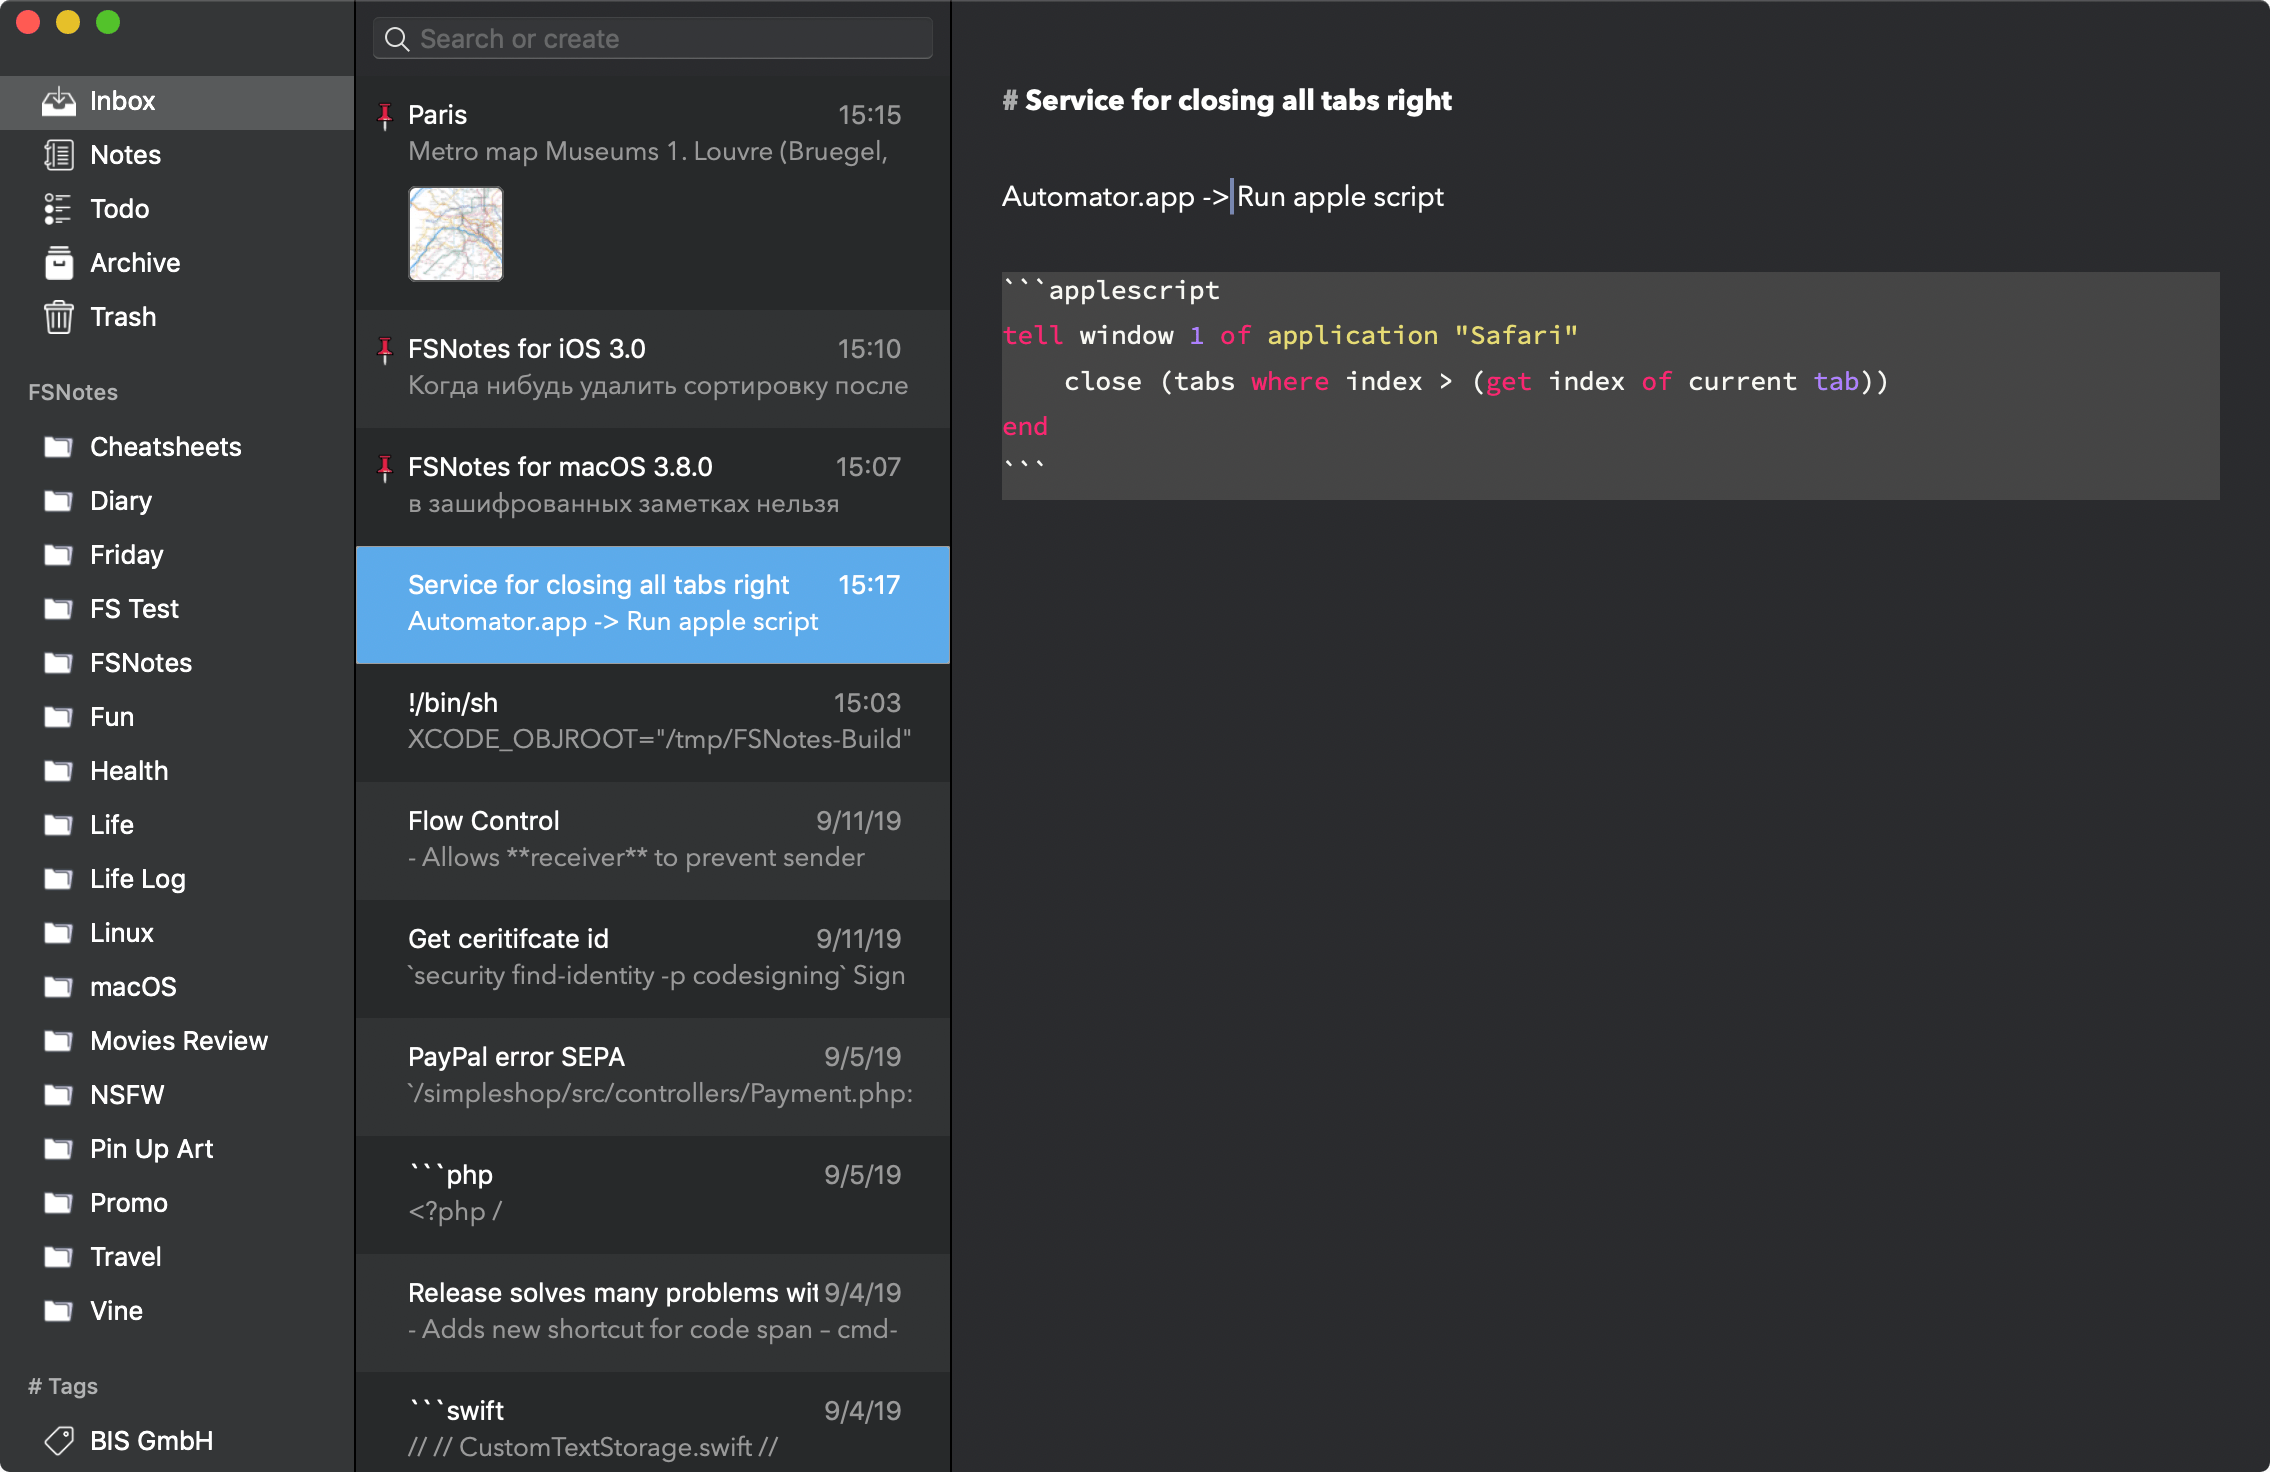 Inbox
Notes
Todo
Archive
Trash
FSNotes
Cheatsheets
Diary
Friday
FS Test
FSNotes
Fun
Health
Life
Life Log
Linux
macOS
Movies Review
NSFW
Pin Up Art
Promo
Travel
Vine
# Tags
BIS GmbH
Search or create
Paris 15:15
Metro map Museums 1. Louvre (Bruegel,
FSNotes for iOS 3.0 15:10
Когда нибудь удалить сортировку после
FSNotes for macOS 3.8.0 15:07
в зашифрованных заметках нельзя
Service for closing all tabs right 15:17
Automator.app -> Run apple script
!/bin/sh 15:03
XCODE_OBJROOT="/tmp/FSNotes-Build"
Flow Control 9/11/19
- Allows **receiver** to prevent sender
Get ceritifcate id 9/11/19
`security find-identity -p codesigning` Sign
PayPal error SEPA 9/5/19
`/simpleshop/src/controllers/Payment.php:
```php 9/5/19
<?php /
Release solves many problems wit 9/4/19
- Adds new shortcut for code span – cmd-
```swift 9/4/19
// // CustomTextStorage.swift //
# Service for closing all tabs right
Automator.app -> Run apple script
```applescript
tell window 1 of application "Safari"
    close (tabs where index > (get index of current tab))
end
```